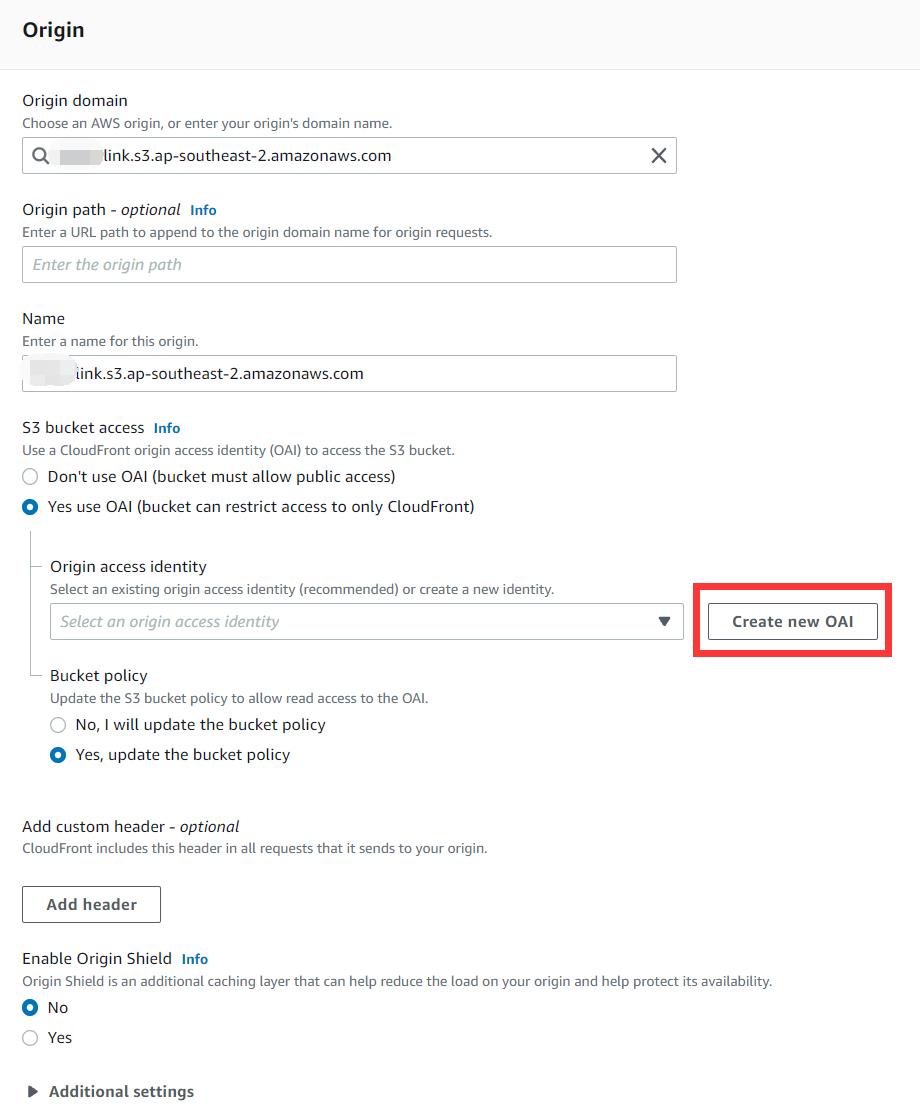 Origin
Origin domain
Choose an AWS origin, or enter your origin's domain name.
link.s3.ap-southeast-2.amazonaws.com
Origin path - optional Info
Enter a URL path to append to the origin domain name for origin requests.
Enter the origin path
Name
Enter a name for this origin.
link.s3.ap-southeast-2.amazonaws.com
S3 bucket access Info
Use a CloudFront origin access identity (OAI) to access the S3 bucket.
Don't use OAI (bucket must allow public access)
Yes use OAI (bucket can restrict access to only CloudFront)
Origin access identity
Select an existing origin access identity (recommended) or create a new identity.
Select an origin access identity
Create new OAI
Bucket policy
Update the S3 bucket policy to allow read access to the OAI.
No, I will update the bucket policy
Yes, update the bucket policy
Add custom header - optional
CloudFront includes this header in all requests that it sends to your origin.
Add header
Enable Origin Shield Info
Origin Shield is an additional caching layer that can help reduce the load on your origin and help protect its availability.
No
Yes
Additional settings